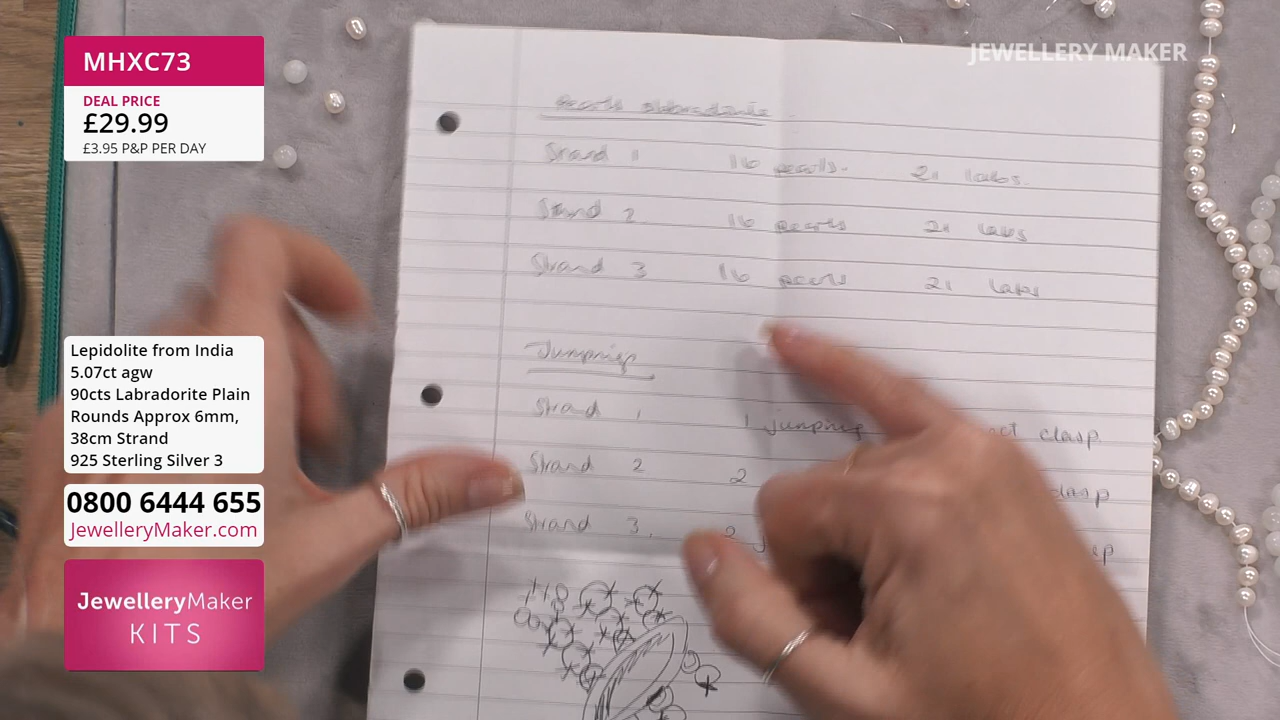 MHXC73
DEAL PRICE
£29.99
£3.95 P&P PER DAY
Lepidolite from India
5.07ct agw
90cts Labradorite Plain
Rounds Approx 6mm,
38cm Strand
925 Sterling Silver 3
0800 6444 655
JewelleryMaker.com
JewelleryMaker
KITS
JEWELLERY MAKER
Strand 1 16 pearls. 21 labs.
Strand 2 16 pearls 21 labs
Strand 3 16 pearls 21 labs
Jumpring
Strand 1 1 jumpring clasp
Strand 2 2 clasp
Strand 3. 2